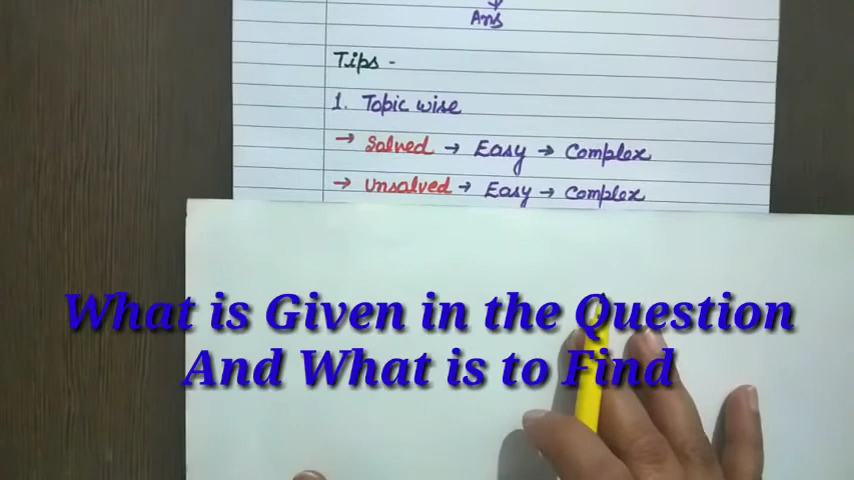 Ans
Tips -
1. Topic wise
→ Solved → Easy → Complex
→ Unsolved → Easy → Complex
What is Given in the Question
And What is to Find